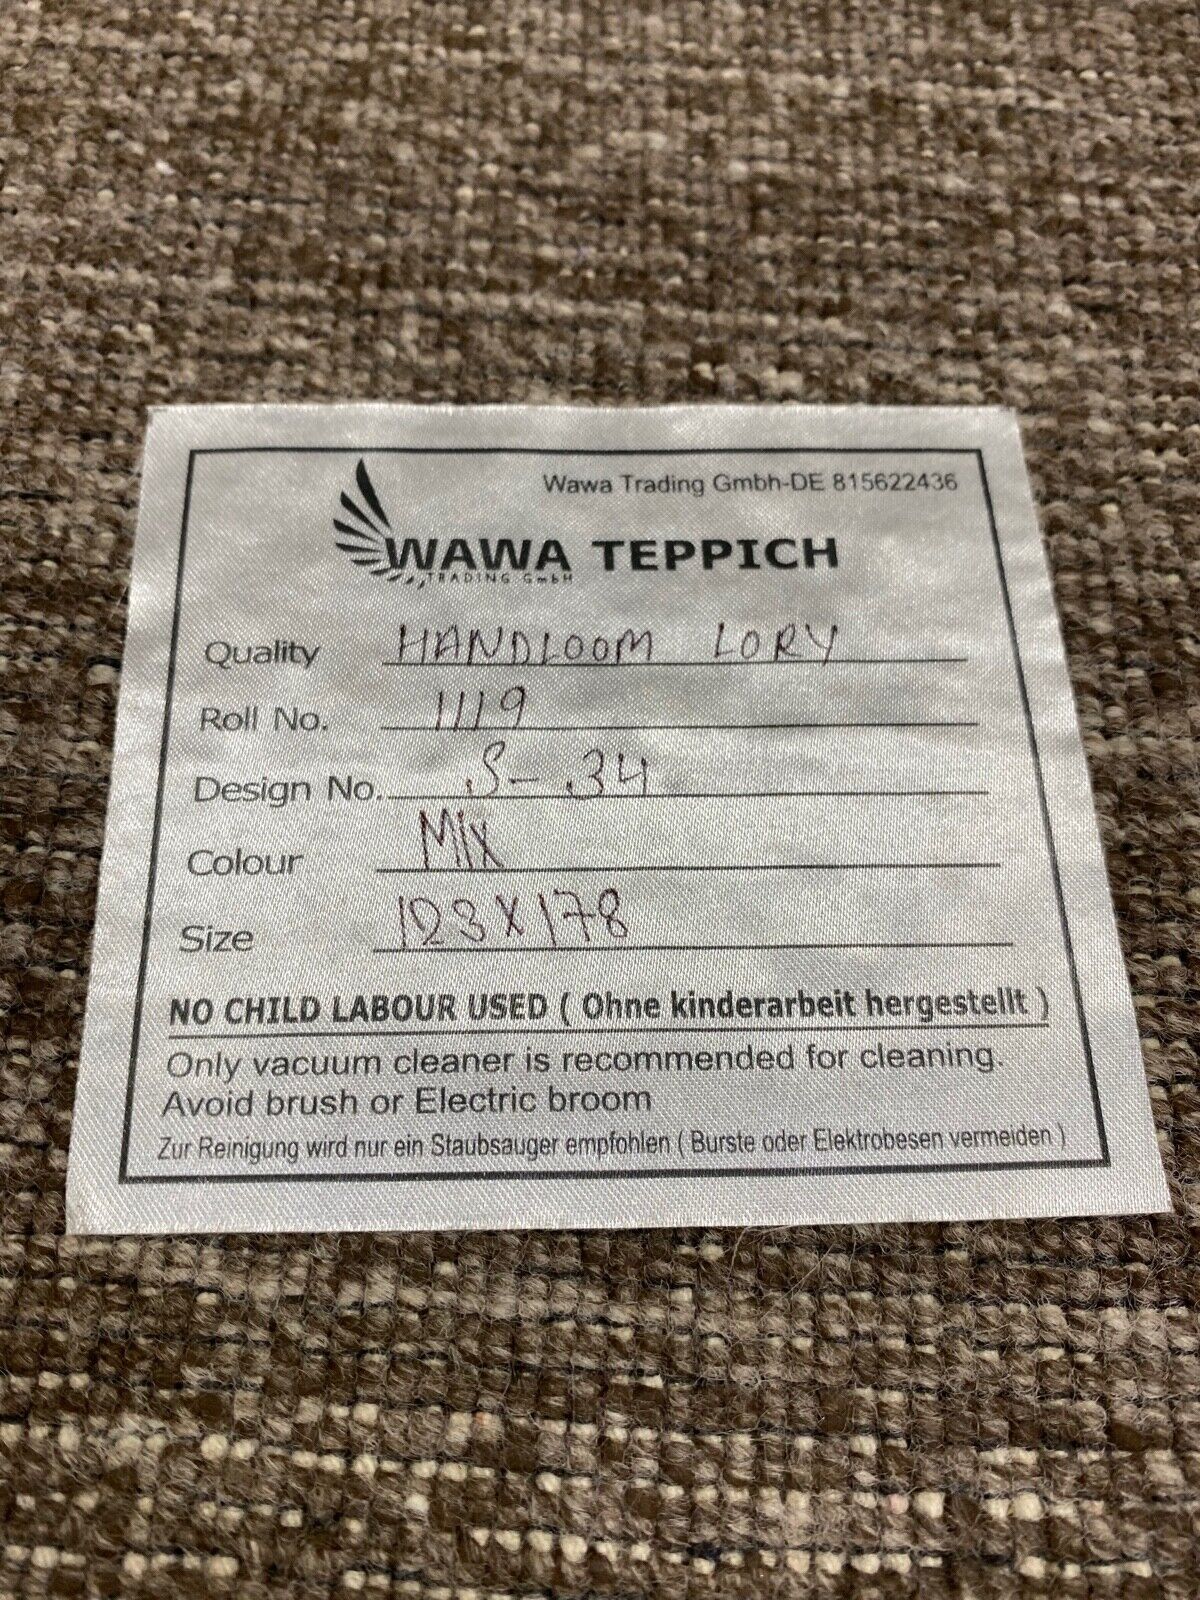 Wawa Trading Gmbh-DE 815622436
WAWA TEPPICH
TRADING GmbH
Quality HANDLOOM LORY
Roll No. 1119
Design No. S-34
Colour MIX
Size 123X178
NO CHILD LABOUR USED ( Ohne kinderarbeit hergestellt )
Only vacuum cleaner is recommended for cleaning.
Avoid brush or Electric broom
Zur Reinigung wird nur ein Staubsauger empfohlen ( Burste oder Elektrobesen vermeiden )